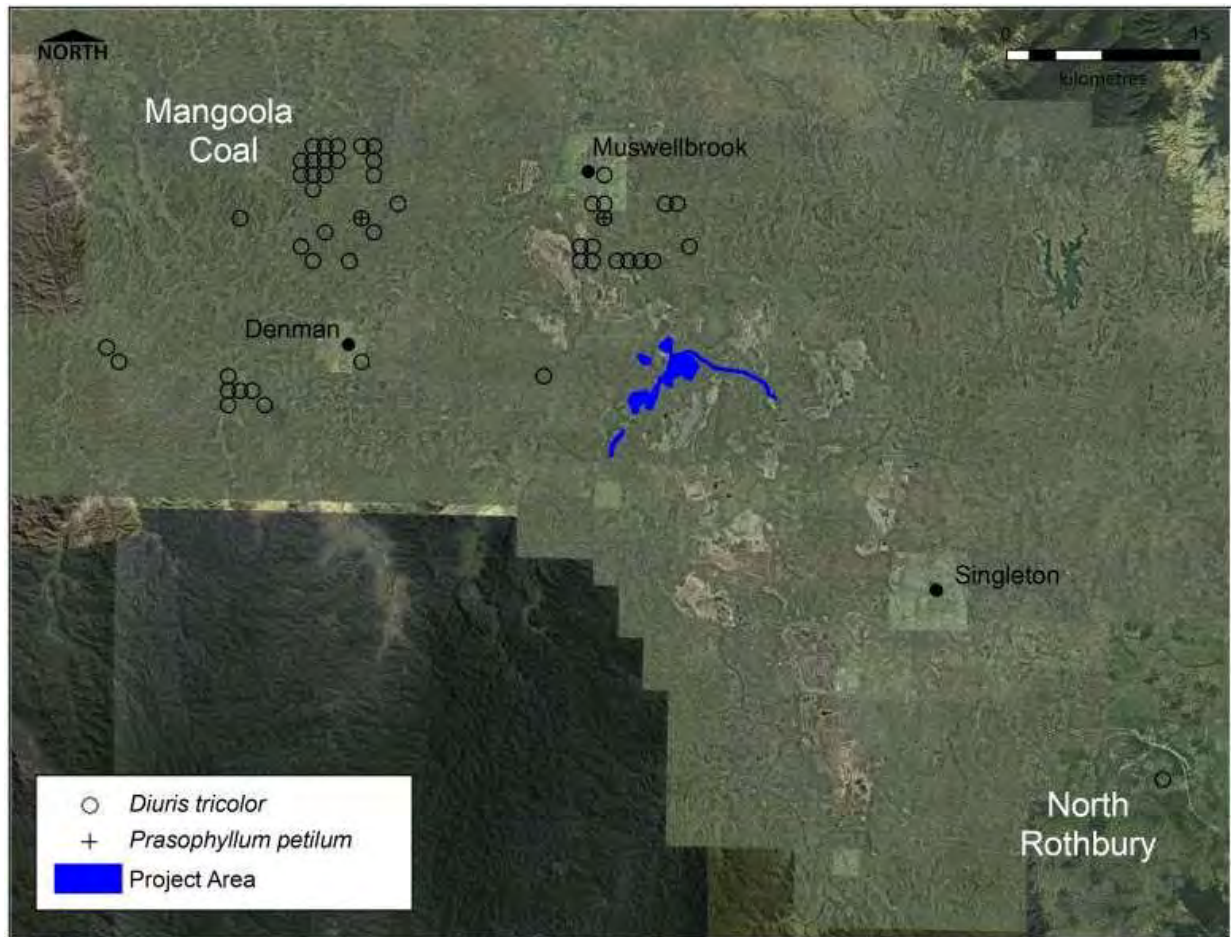 NORTH
0 15
kilometres
Mangoola
Coal
Muswellbrook
Denman
Singleton
North
Rothbury
Diuris tricolor
Prasophyllum petilum
Project Area